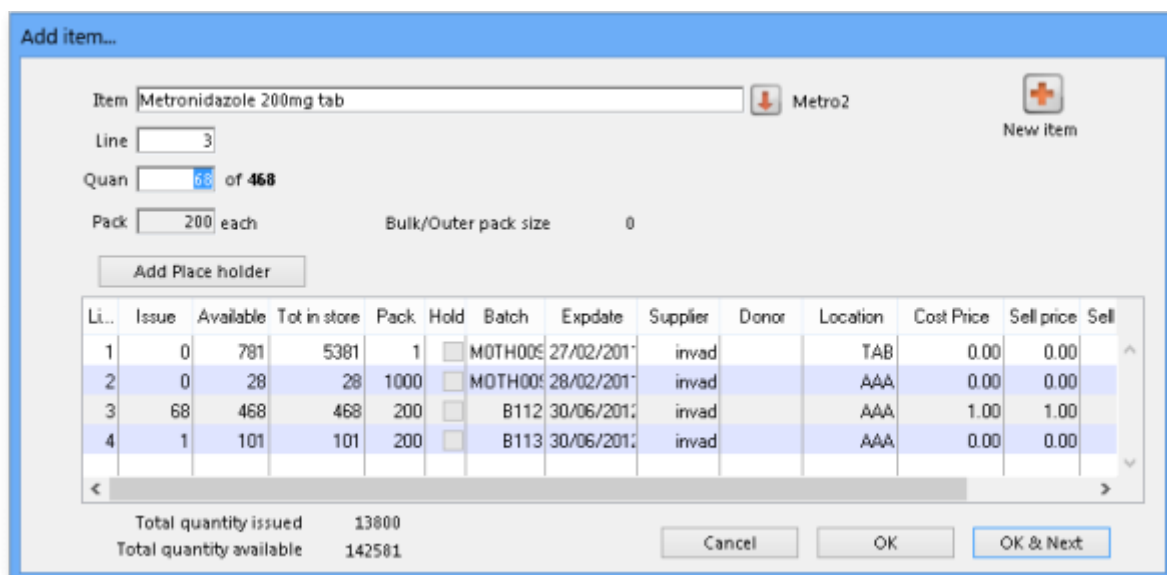 Add item...
Item Metronidazole 200mg tab Metro2
New item
Line 3
Quan 68 of 468
Pack 200 each Bulk/Outer pack size 0
Add Place holder
Li... Issue Available Tot in store Pack Hold Batch Expdate Supplier Donor Location Cost Price Sell price Sell
1 0 781 5381 1 27/02/201 invad TAB 0.00 0.00
2 0 28 28 1000 28/02/201 invad AAA 0.00 0.00
3 68 468 468 200 B112 30/06/201 invad AAA 1.00 1.00
4 1 101 101 200 B113 30/06/201 invad AAA 0.00 0.00
Total quantity issued 13800
Total quantity available 142581
Cancel OK OK & Next